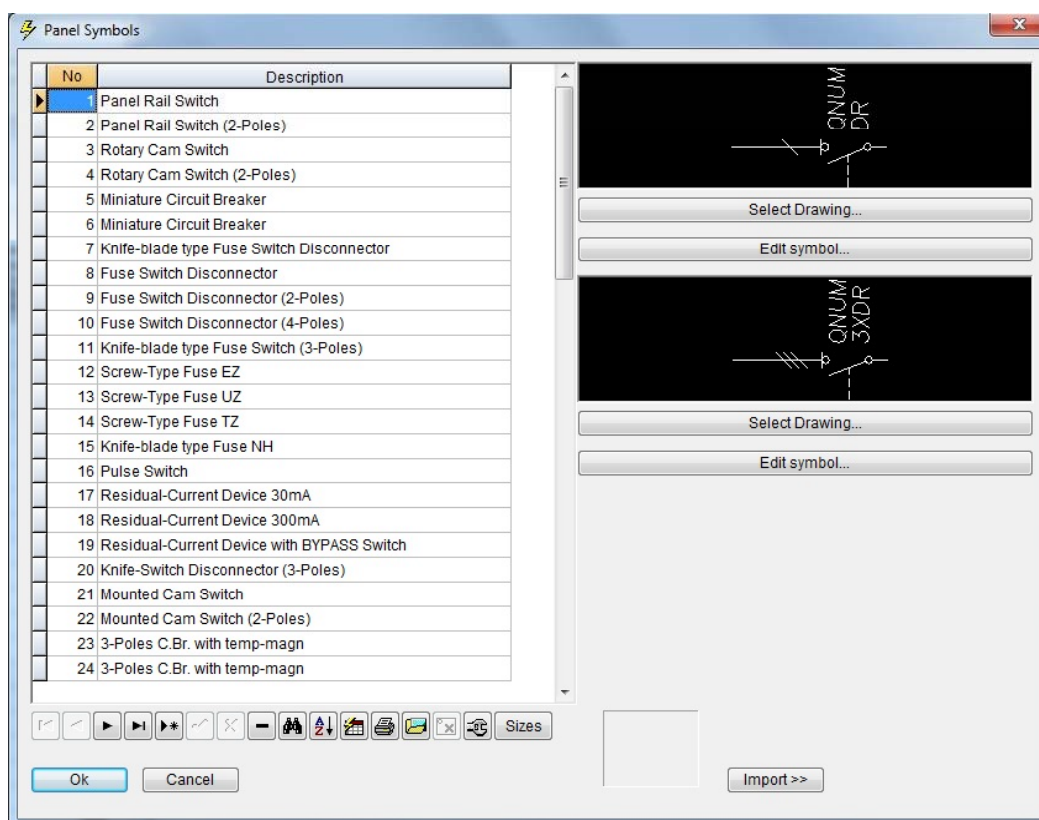 Panel Symbols
No Description
1 Panel Rail Switch
2 Panel Rail Switch (2-Poles)
3 Rotary Cam Switch
4 Rotary Cam Switch (2-Poles)
5 Miniature Circuit Breaker
6 Miniature Circuit Breaker
7 Knife-blade type Fuse Switch Disconnector
8 Fuse Switch Disconnector
9 Fuse Switch Disconnector (2-Poles)
10 Fuse Switch Disconnector (4-Poles)
11 Knife-blade type Fuse Switch (3-Poles)
12 Screw-Type Fuse EZ
13 Screw-Type Fuse UZ
14 Screw-Type Fuse TZ
15 Knife-blade type Fuse NH
16 Pulse Switch
17 Residual-Current Device 30mA
18 Residual-Current Device 300mA
19 Residual-Current Device with BYPASS Switch
20 Knife-Switch Disconnector (3-Poles)
21 Mounted Cam Switch
22 Mounted Cam Switch (2-Poles)
23 3-Poles C.Br. with temp-magn
24 3-Poles C.Br. with temp-magn
QNUM
DR
Select Drawing...
Edit symbol...
QNUM
3XDR
Select Drawing...
Edit symbol...
Sizes
Ok
Cancel
Import >>